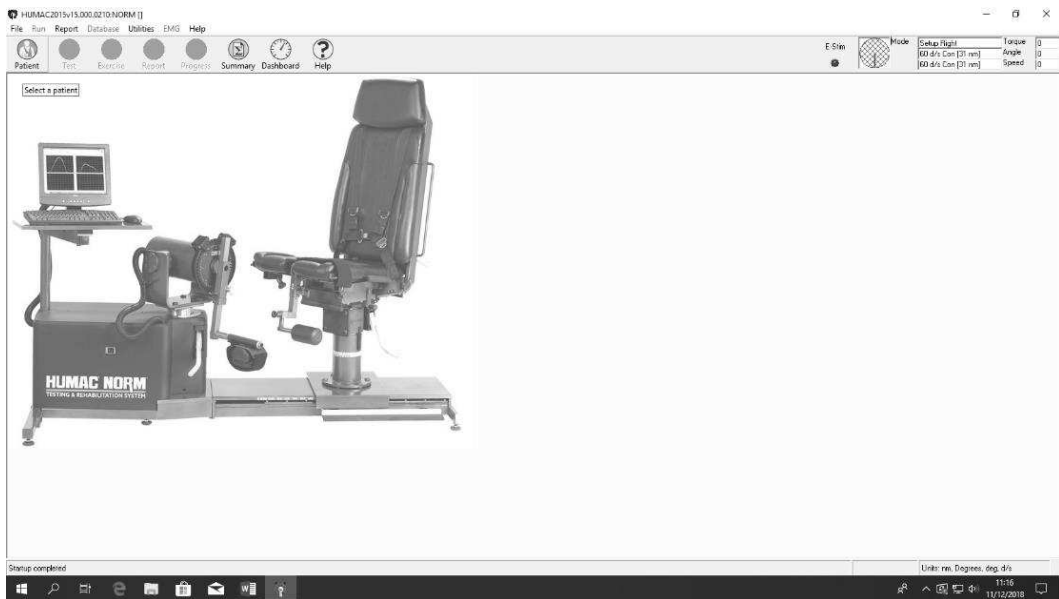 HUMAC2015v15.000.0210:NORM []
File Run Report Database Utilities EMG Help
Patient Test Exercise Report Progress Summary Dashboard Help
E-Stim
Mode
Setup Right
60 d/s Con [31 nm]
60 d/s Con [31 nm]
Torque 0
Angle 0
Speed 0
Select a patient
HUMAC NORM
TESTING & REHABILITATION SYSTEM
Startup completed
Units: nm, Degrees, deg, d/s
11:16
11/12/2018